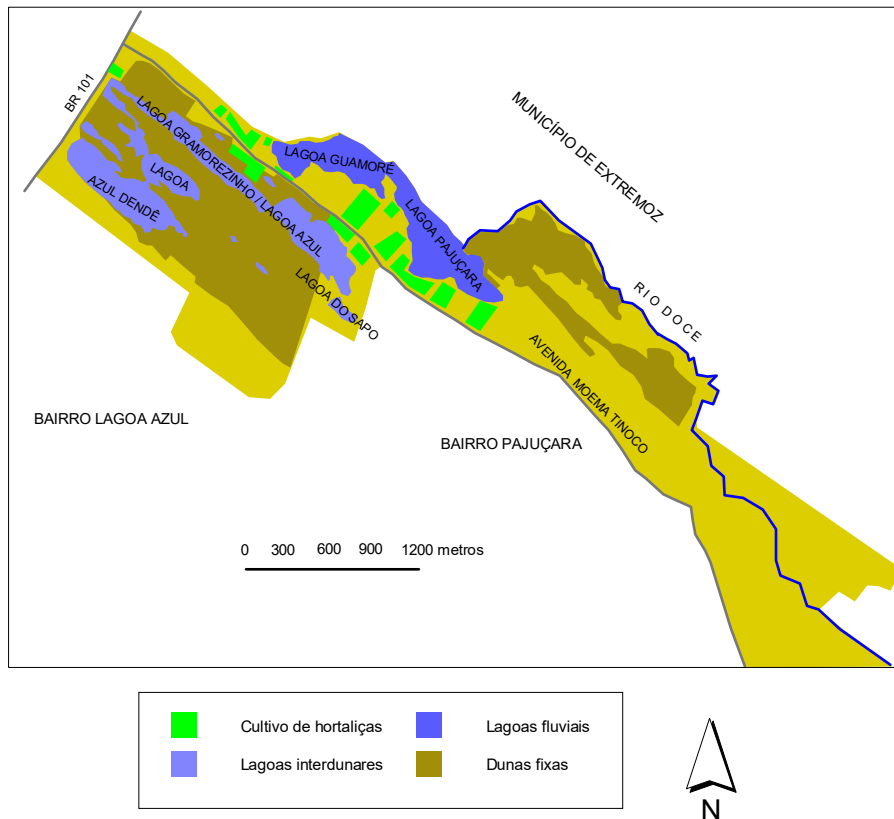 BR 101
LAGOA GRAMOREZINHO / LAGOA AZUL
LAGOA
AZUL DENDÊ
LAGOA GUAMORÉ
LAGOA PAJUÇARA
MUNICÍPIO DE EXTREMOZ
RIO DOCE
LAGOA DO SAPO
AVENIDA MOEMA TINOCO
BAIRRO LAGOA AZUL
BAIRRO PAJUÇARA
0 300 600 900 1200 metros
Cultivo de hortaliças
Lagoas fluviais
Lagoas interdunares
Dunas fixas
N